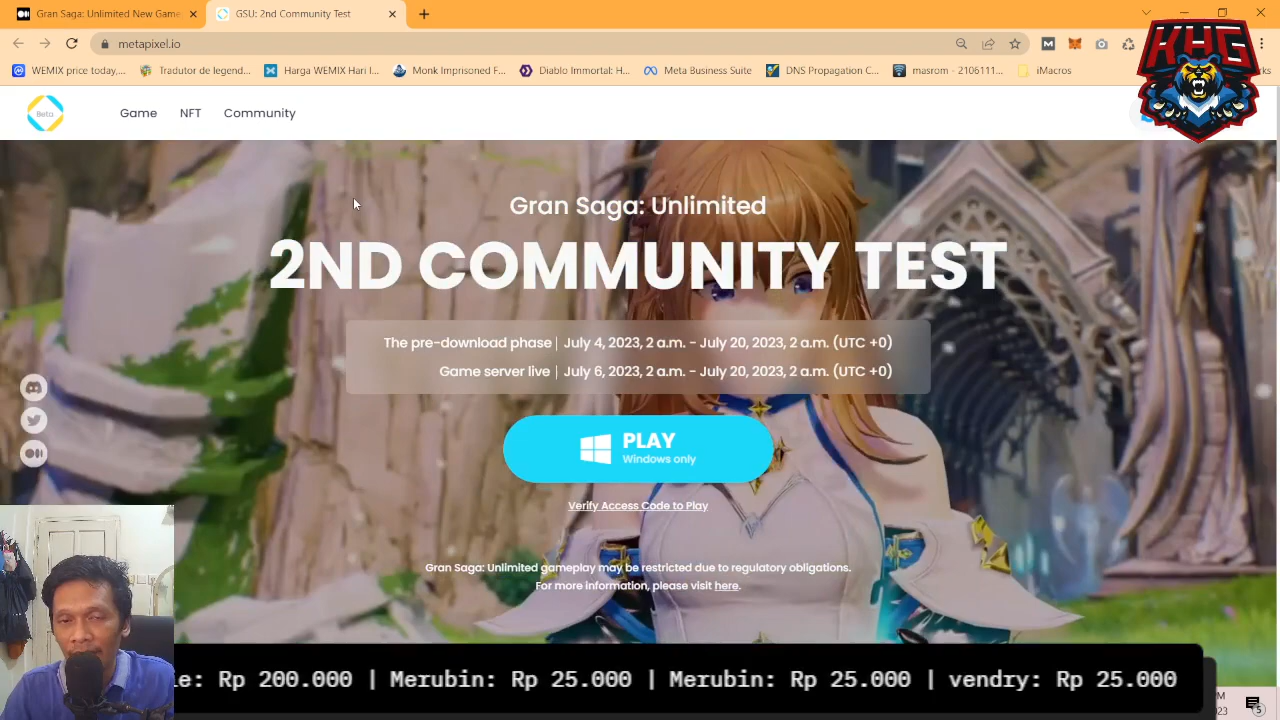 Gran Saga: Unlimited New Game
GSU: 2nd Community Test
metapixel.io
WEMIX price today,...
Tradutor de legend...
Harga WEMIX Hari I...
Monk Imprisoned F...
Diablo Immortal: H...
Meta Business Suite
DNS Propagation C...
masrom - 2106111...
iMacros
KHG
Beta
Game
NFT
Community
Gran Saga: Unlimited
2ND COMMUNITY TEST
The pre-download phase | July 4, 2023, 2 a.m. - July 20, 2023, 2 a.m. (UTC +0)
Game server live | July 6, 2023, 2 a.m. - July 20, 2023, 2 a.m. (UTC +0)
PLAY
Windows only
Verify Access Code to Play
Gran Saga: Unlimited gameplay may be restricted due to regulatory obligations.
For more information, please visit here.
le: Rp 200.000 | Merubin: Rp 25.000 | Merubin: Rp 25.000 | vendry: Rp 25.000
5